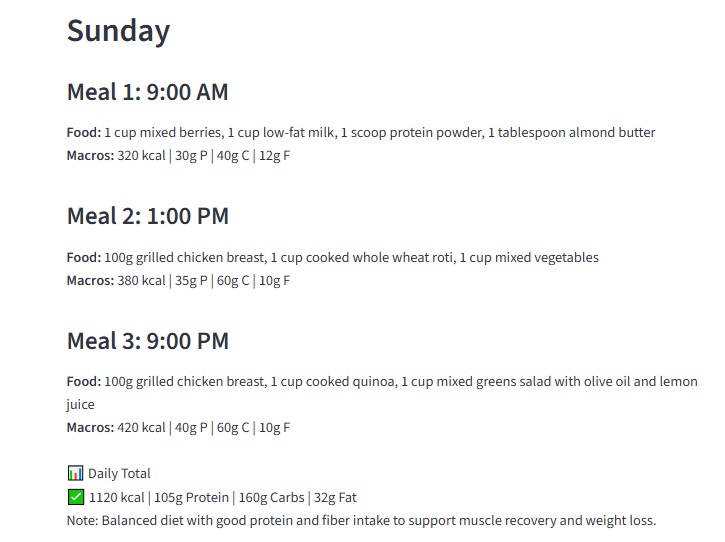 Sunday
Meal 1: 9:00 AM
Food: 1 cup mixed berries, 1 cup low-fat milk, 1 scoop protein powder, 1 tablespoon almond butter
Macros: 320 kcal | 30g P | 40g C | 12g F
Meal 2: 1:00 PM
Food: 100g grilled chicken breast, 1 cup cooked whole wheat roti, 1 cup mixed vegetables
Macros: 380 kcal | 35g P | 60g C | 10g F
Meal 3: 9:00 PM
Food: 100g grilled chicken breast, 1 cup cooked quinoa, 1 cup mixed greens salad with olive oil and lemon
juice
Macros: 420 kcal | 40g P | 60g C | 10g F
📊 Daily Total
✅ 1120 kcal | 105g Protein | 160g Carbs | 32g Fat
Note: Balanced diet with good protein and fiber intake to support muscle recovery and weight loss.